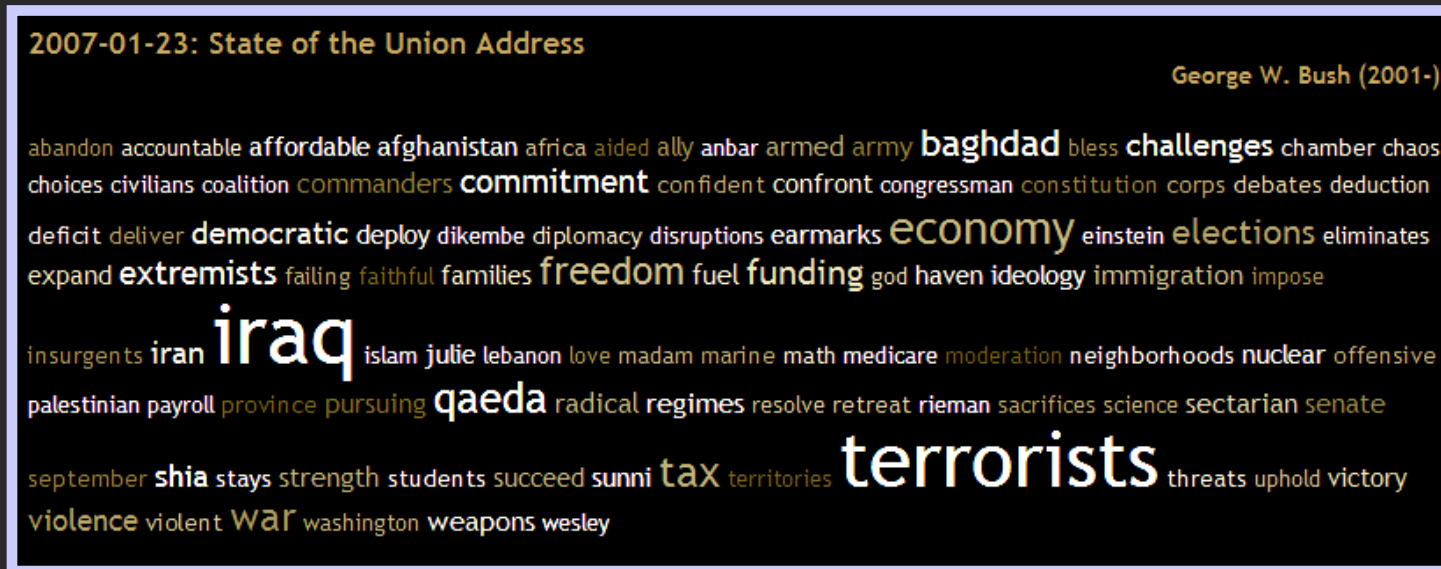 2007-01-23: State of the Union Address
George W. Bush (2001-)
abandon accountable affordable afghanistan africa aided ally anbar armed army baghdad bless challenges chamber chaos
choices civilians coalition commanders commitment confident confront congressman constitution corps debates deduction
deficit deliver democratic deploy dikembe diplomacy disruptions earmarks economy einstein elections eliminates
expand extremists failing faithful families freedom fuel funding god haven ideology immigration impose
insurgents iran iraq islam julie lebanon love madam marine math medicare moderation neighborhoods nuclear offensive
palestinian payroll province pursuing qaeda radical regimes resolve retreat rieman sacrifices science sectarian senate
september shia stays strength students succeed sunni tax territories terrorists threats uphold victory
violence violent war washington weapons wesley